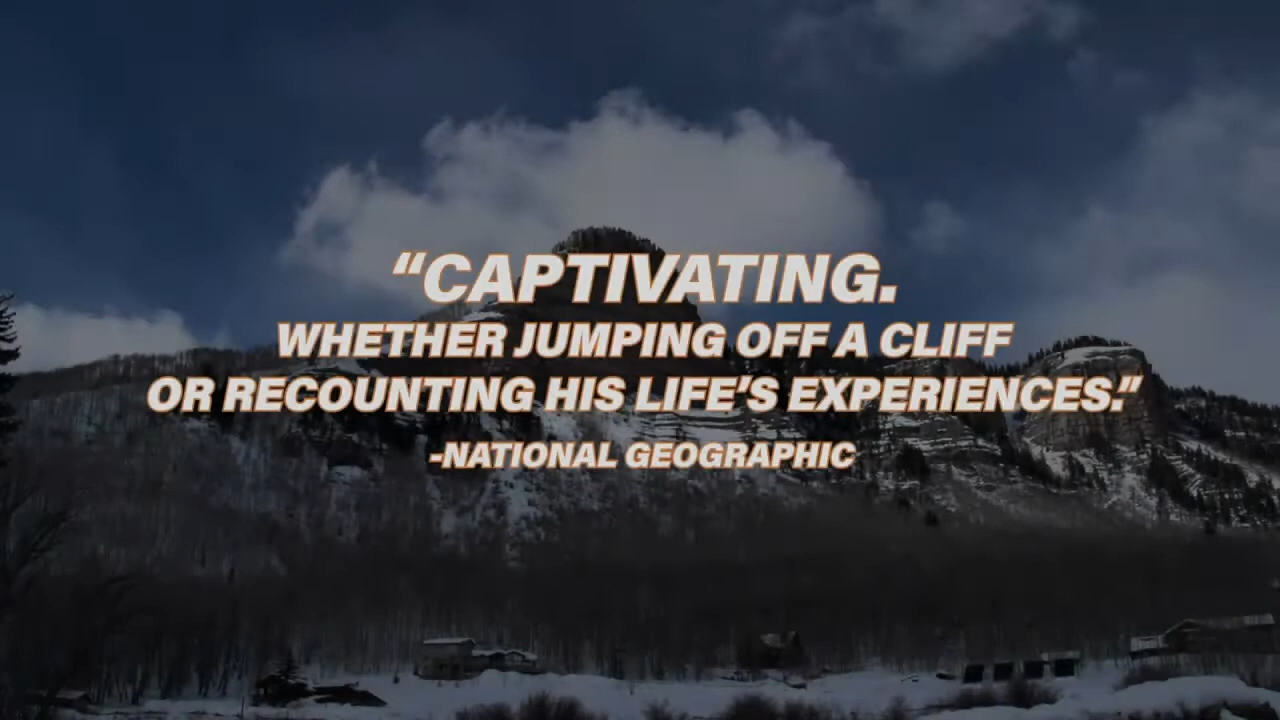 “CAPTIVATING.
WHETHER JUMPING OFF A CLIFF
OR RECOUNTING HIS LIFE’S EXPERIENCES.”
-NATIONAL GEOGRAPHIC